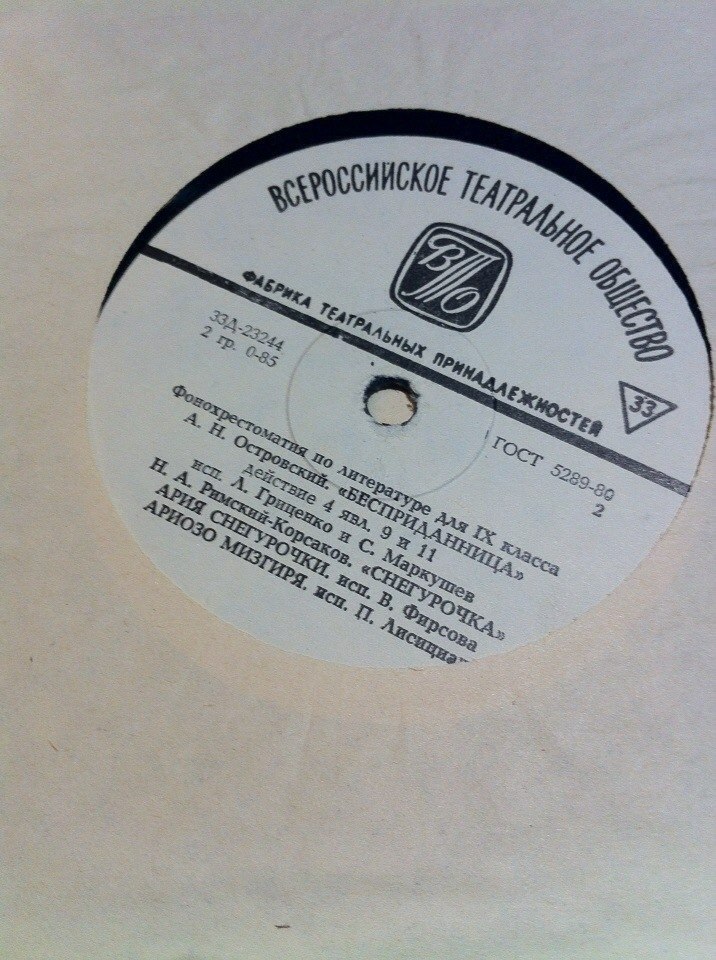 ВСЕРОССИЙСКОЕ ТЕАТРАЛЬНОЕ ОБЩЕСТВО
ВТО
ФАБРИКА ТЕАТРАЛЬНЫХ ПРИНАДЛЕЖНОСТЕЙ
33
33Д-23244
2 гр. 0-85
ГОСТ 5289-80
2
Фонохрестоматия по литературе для IX класса
А. Н. Островский. «БЕСПРИДАННИЦА»
действие 4 явл. 9 и 11
исп. Л. Гриценко и С. Маркушев
Н. А. Римский-Корсаков. «СНЕГУРОЧКА»
АРИЯ СНЕГУРОЧКИ. исп. В. Фирсова
АРИОЗО МИЗГИРЯ. исп. П.